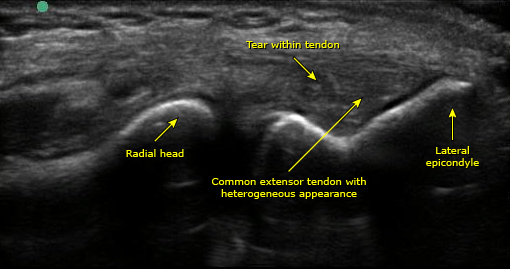 Tear within tendon
Radial head
Common extensor tendon with
heterogeneous appearance
Lateral
epicondyle